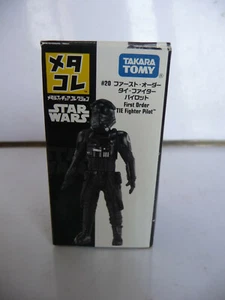 メタ
コレ
メタルフィギュアコレクション
STAR
WARS
TAKARA
TOMY
#20 ファースト・オーダー
タイ・ファイター
パイロット
First Order
TIE Fighter Pilot™